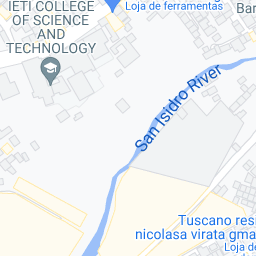 IETI COLLEGE
OF SCIENCE
AND
TECHNOLOGY
Loja de ferramentas
Bar
San Isidro River
Tuscano res
nicolasa virata gma
Loja de